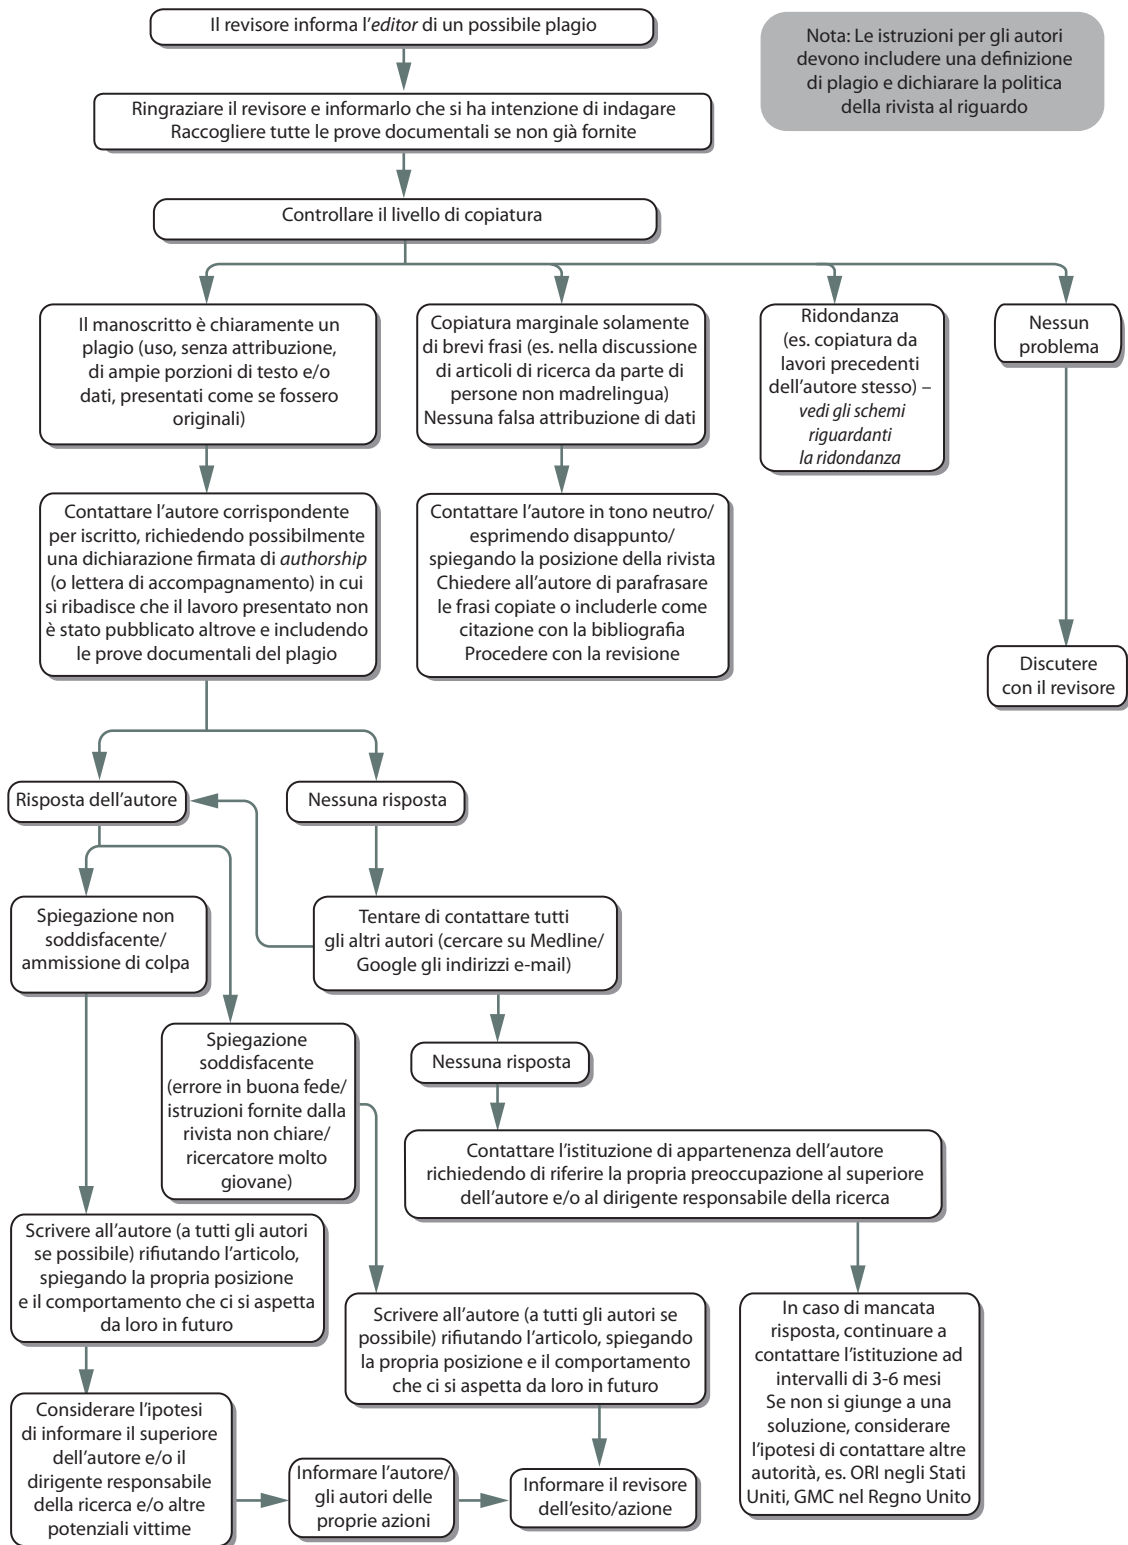 Il revisore informa l’editor di un possibile plagio
Nota: Le istruzioni per gli autori
devono includere una definizione
di plagio e dichiarare la politica
della rivista al riguardo
Ringraziare il revisore e informarlo che si ha intenzione di indagare
Raccogliere tutte le prove documentali se non già fornite
Controllare il livello di copiatura
Il manoscritto è chiaramente un
plagio (uso, senza attribuzione,
di ampie porzioni di testo e/o
dati, presentati come se fossero
originali)
Copiatura marginale solamente
di brevi frasi (es. nella discussione
di articoli di ricerca da parte di
persone non madrelingua)
Nessuna falsa attribuzione di dati
Ridondanza
(es. copiatura da
lavori precedenti
dell’autore stesso) –
vedi gli schemi
riguardanti
la ridondanza
Nessun
problema
Contattare l’autore corrispondente
per iscritto, richiedendo possibilmente
una dichiarazione firmata di authorship
(o lettera di accompagnamento) in cui
si ribadisce che il lavoro presentato non
è stato pubblicato altrove e includendo
le prove documentali del plagio
Contattare l’autore in tono neutro/
esprimendo disappunto/
spiegando la posizione della rivista
Chiedere all’autore di parafrasare
le frasi copiate o includerle come
citazione con la bibliografia
Procedere con la revisione
Discutere
con il revisore
Risposta dell’autore
Nessuna risposta
Spiegazione non
soddisfacente/
ammissione di colpa
Tentare di contattare tutti
gli altri autori (cercare su Medline/
Google gli indirizzi e-mail)
Spiegazione
soddisfacente
(errore in buona fede/
istruzioni fornite dalla
rivista non chiare/
ricercatore molto
giovane)
Nessuna risposta
Contattare l’istituzione di appartenenza dell’autore
richiedendo di riferire la propria preoccupazione al superiore
dell’autore e/o al dirigente responsabile della ricerca
Scrivere all’autore (a tutti gli autori
se possibile) rifiutando l’articolo,
spiegando la propria posizione
e il comportamento che ci si aspetta
da loro in futuro
Scrivere all’autore (a tutti gli autori se
possibile) rifiutando l’articolo, spiegando
la propria posizione e il comportamento
che ci si aspetta da loro in futuro
In caso di mancata
risposta, continuare a
contattare l’istituzione ad
intervalli di 3-6 mesi
Se non si giunge a una
soluzione, considerare
l’ipotesi di contattare altre
autorità, es. ORI negli Stati
Uniti, GMC nel Regno Unito
Considerare l’ipotesi
di informare il superiore
dell’autore e/o il
dirigente responsabile
della ricerca e/o altre
potenziali vittime
Informare l’autore/
gli autori delle
proprie azioni
Informare il revisore
dell’esito/azione